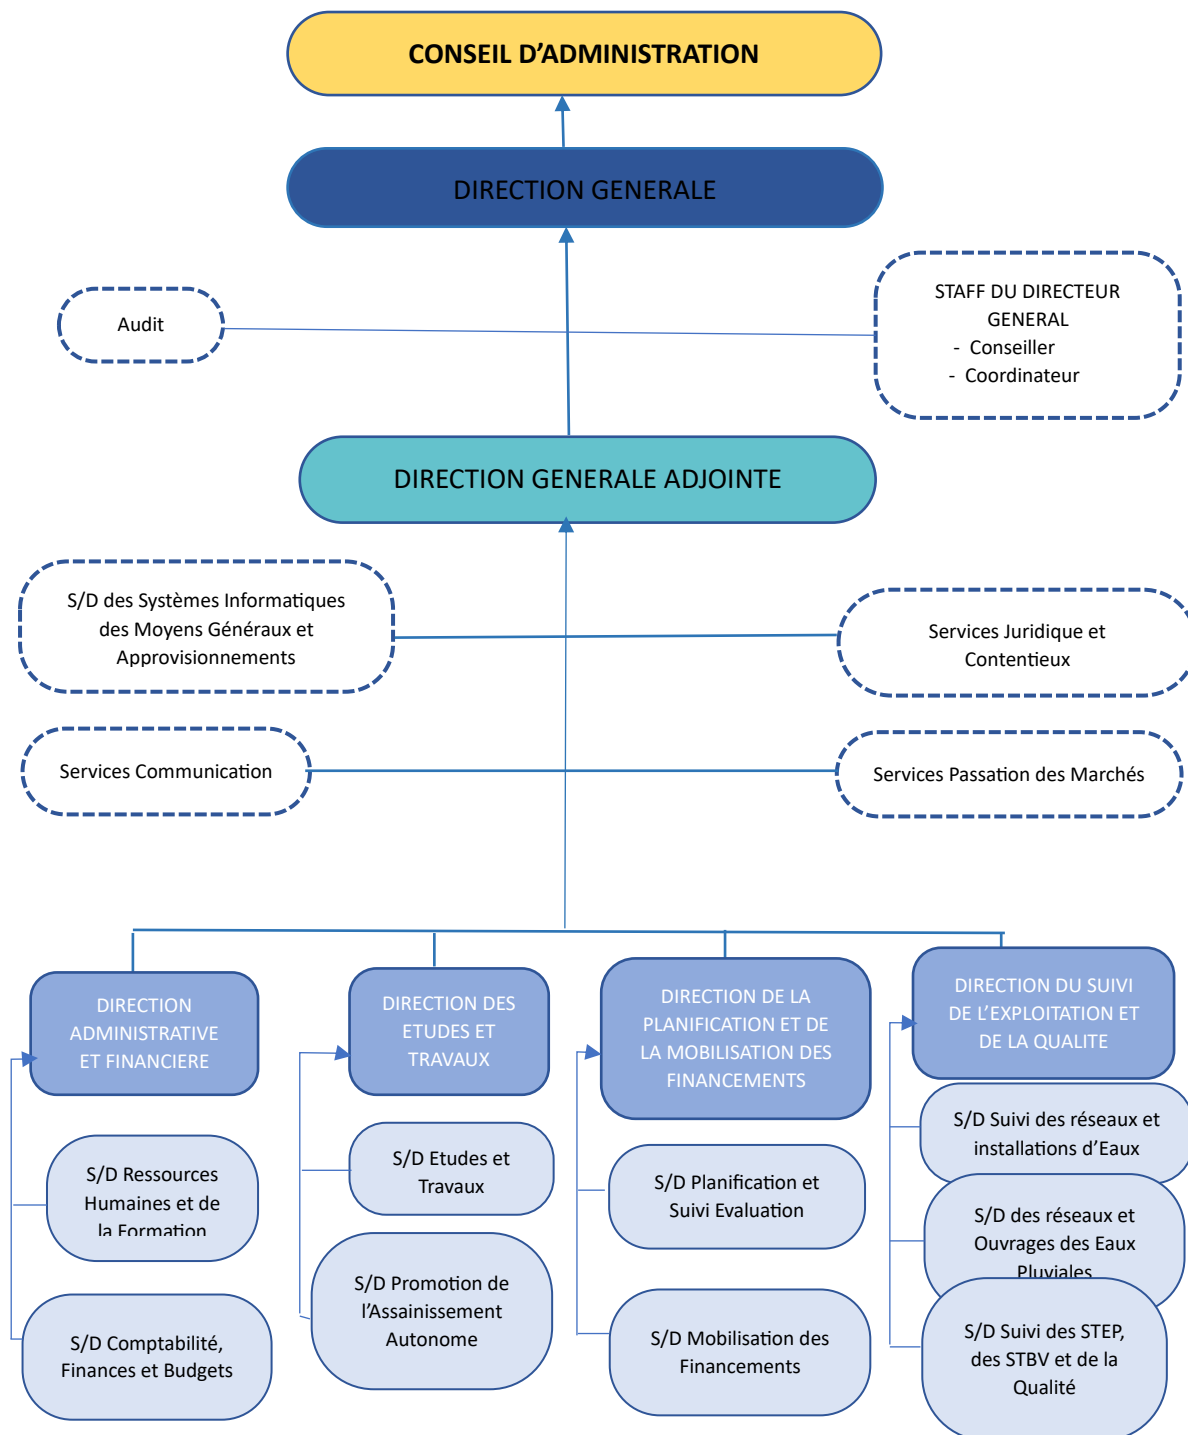 CONSEIL D’ADMINISTRATION
DIRECTION GENERALE
Audit
STAFF DU DIRECTEUR
GENERAL
- Conseiller
- Coordinateur
DIRECTION GENERALE ADJOINTE
S/D des Systèmes Informatiques
des Moyens Généraux et
Approvisionnements
Services Juridique et
Contentieux
Services Communication
Services Passation des Marchés
DIRECTION
ADMINISTRATIVE
ET FINANCIERE
DIRECTION DES
ETUDES ET
TRAVAUX
DIRECTION DE LA
PLANIFICATION ET DE
LA MOBILISATION DES
FINANCEMENTS
DIRECTION DU SUIVI
DE L’EXPLOITATION ET
DE LA QUALITE
S/D Ressources
Humaines et de
la Formation
S/D Comptabilité,
Finances et Budgets
S/D Etudes et
Travaux
S/D Promotion de
l’Assainissement
Autonome
S/D Planification et
Suivi Evaluation
S/D Mobilisation des
Financements
S/D Suivi des réseaux et
installations d’Eaux
S/D des réseaux et
Ouvrages des Eaux
Pluviales
S/D Suivi des STEP,
des STBV et de la
Qualité